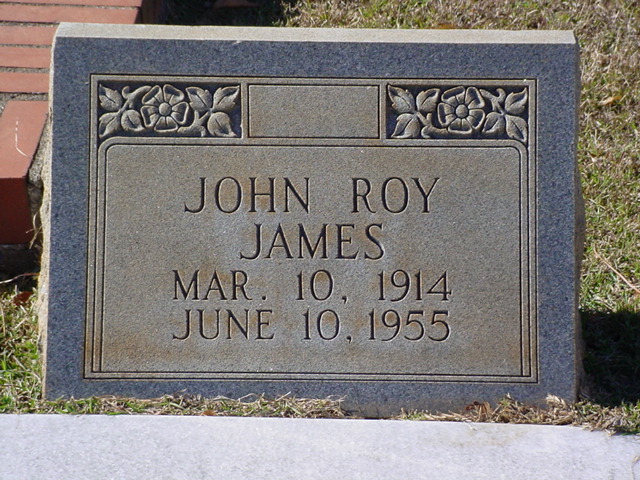 JOHN ROY
JAMES
MAR. 10, 1914
JUNE 10, 1955